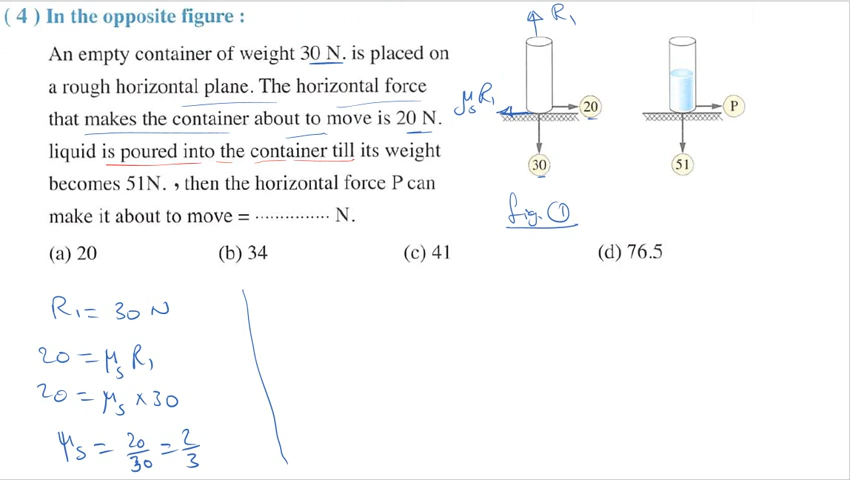 ( 4 ) In the opposite figure :
An empty container of weight 30 N. is placed on
a rough horizontal plane. The horizontal force
that makes the container about to move is 20 N.
liquid is poured into the container till its weight
becomes 51N. , then the horizontal force P can
make it about to move = ............... N.
(a) 20 (b) 34 (c) 41 (d) 76.5
R₁
μₛR₁
20
30
fig. ①
P
51
R₁ = 30 N
20 = μₛ R₁
20 = μₛ × 30
μₛ = 20/30 = 2/3